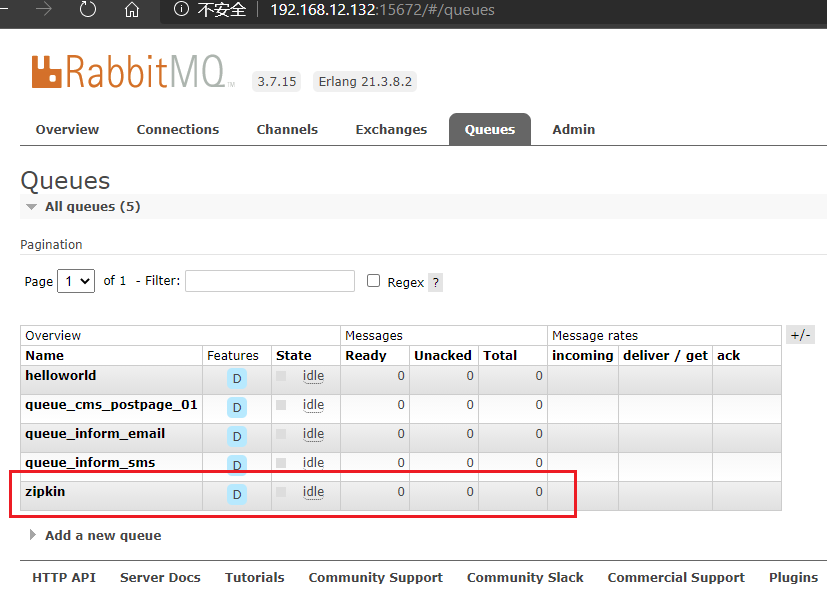 不安全 192.168.12.132:15672/#/queues
RabbitMQ TM 3.7.15 Erlang 21.3.8.2
Overview Connections Channels Exchanges Queues Admin
Queues
All queues (5)
Pagination
Page 1 of 1 - Filter: Regex ?
Overview Messages Message rates +/-
Name Features State Ready Unacked Total incoming deliver / get ack
helloworld D idle 0 0 0
queue_cms_postpage_01 D idle 0 0 0
queue_inform_email D idle 0 0 0
queue_inform_sms D idle 0 0 0
zipkin D idle 0 0 0
Add a new queue
HTTP API Server Docs Tutorials Community Support Community Slack Commercial Support Plugins